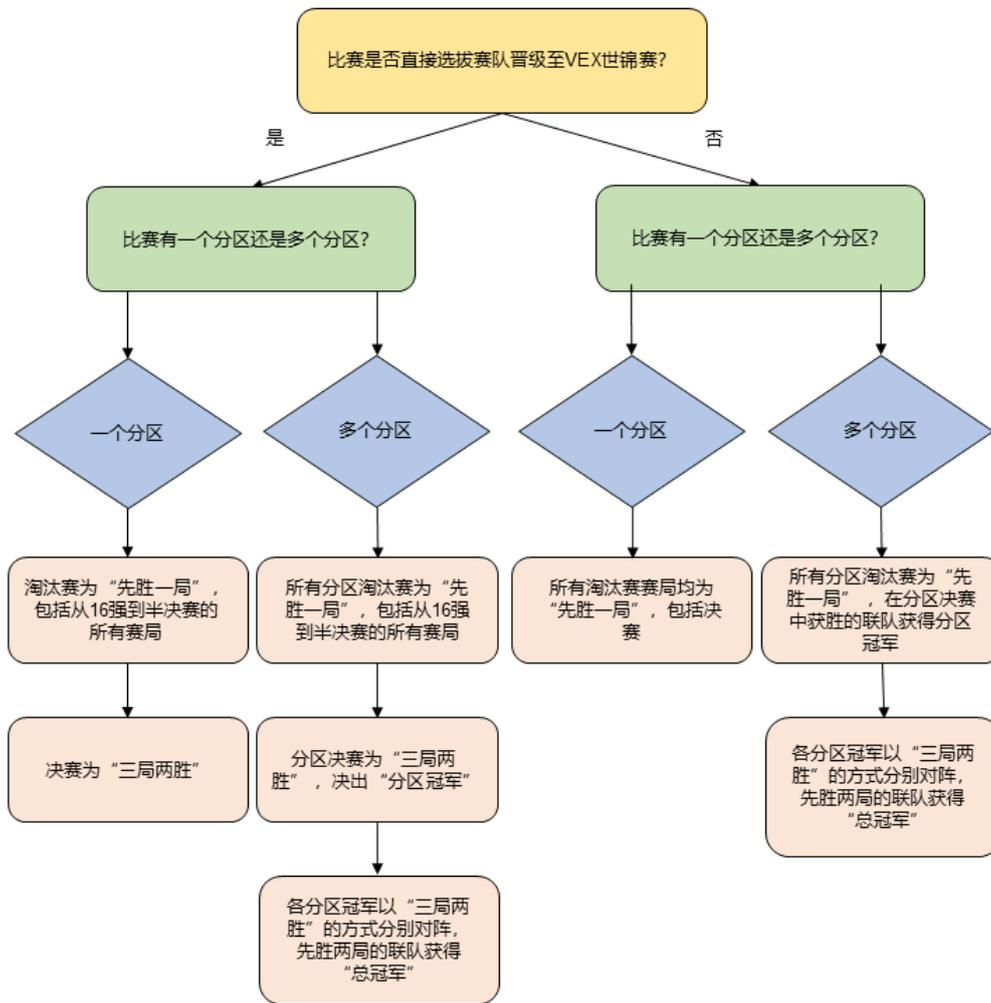 比赛是否直接选拔赛队晋级至VEX世锦赛？
是
否
比赛有一个分区还是多个分区？
比赛有一个分区还是多个分区？
一个分区
多个分区
一个分区
多个分区
淘汰赛为“先胜一局”，
包括从16强到半决赛的
所有赛局
所有分区淘汰赛为“先
胜一局”，包括从16强
到半决赛的所有赛局
所有淘汰赛赛局均为
“先胜一局”，包括决
赛
所有分区淘汰赛为“先
胜一局”，在分区决赛
中获胜的联队获得分区
冠军
决赛为“三局两胜”
分区决赛为“三局两
胜”，决出“分区冠军”
各分区冠军以“三局两
胜”的方式分别对阵，
先胜两局的联队获得
“总冠军”
各分区冠军以“三局两
胜”的方式分别对阵，
先胜两局的联队获得
“总冠军”